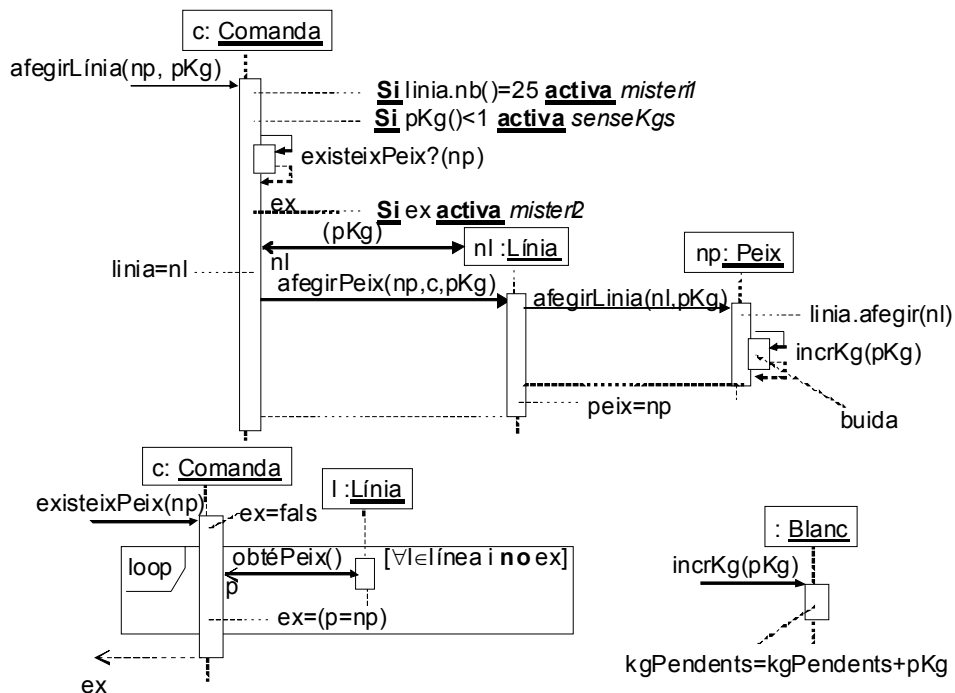 c: Comanda
afegirLínia(np, pKg)
Si linia.nb()=25 activa misteri1
Si pKg()<1 activa senseKgs
existeixPeix?(np)
ex
Si ex activa misteri2
(pKg)
nl
nl :Línia
np: Peix
linia=nl
afegirPeix(np,c,pKg)
afegirLinia(nl,pKg)
linia.afegir(nl)
incrKg(pKg)
peix=np
buida
c: Comanda
l :Línia
existeixPeix(np)
ex=fals
: Blanc
loop
obtéPeix()
[∀l∈línea i no ex]
p
incrKg(pKg)
ex=(p=np)
kgPendents=kgPendents+pKg
ex